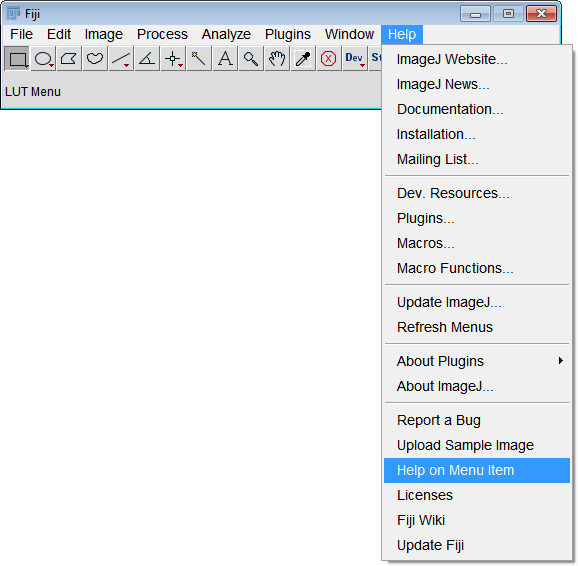 Fiji
File Edit Image Process Analyze Plugins Window Help
A Dev
LUT Menu
ImageJ Website...
ImageJ News...
Documentation...
Installation...
Mailing List...
Dev. Resources...
Plugins...
Macros...
Macro Functions...
Update ImageJ...
Refresh Menus
About Plugins
About ImageJ...
Report a Bug
Upload Sample Image
Help on Menu Item
Licenses
Fiji Wiki
Update Fiji